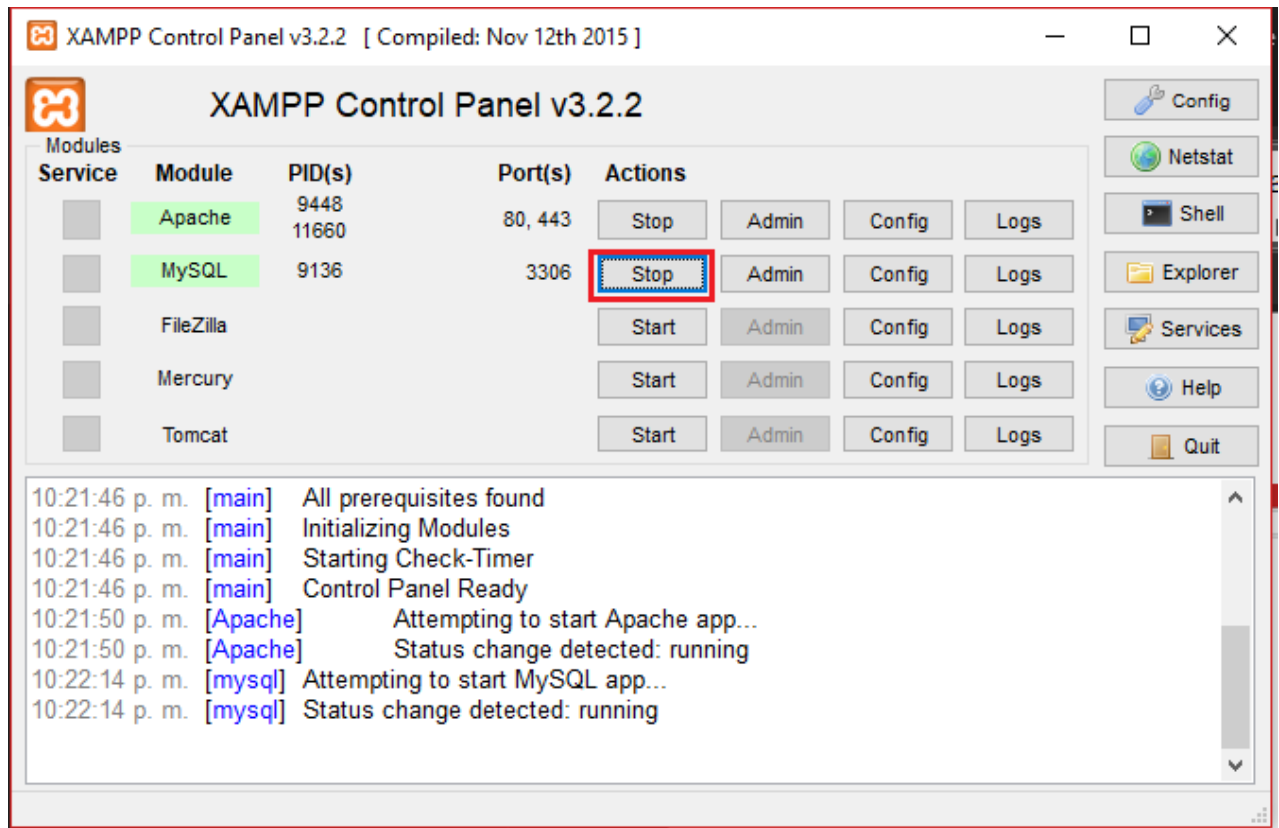 XAMPP Control Panel v3.2.2 [ Compiled: Nov 12th 2015 ]
XAMPP Control Panel v3.2.2
Config
Modules
Netstat
Service Module PID(s) Port(s) Actions
Apache 9448 11660 80, 443 Stop Admin Config Logs
Shell
MySQL 9136 3306 Stop Admin Config Logs
Explorer
FileZilla Start Admin Config Logs
Services
Mercury Start Admin Config Logs
Help
Tomcat Start Admin Config Logs
Quit
10:21:46 p. m. [main] All prerequisites found
10:21:46 p. m. [main] Initializing Modules
10:21:46 p. m. [main] Starting Check-Timer
10:21:46 p. m. [main] Control Panel Ready
10:21:50 p. m. [Apache] Attempting to start Apache app...
10:21:50 p. m. [Apache] Status change detected: running
10:22:14 p. m. [mysql] Attempting to start MySQL app...
10:22:14 p. m. [mysql] Status change detected: running